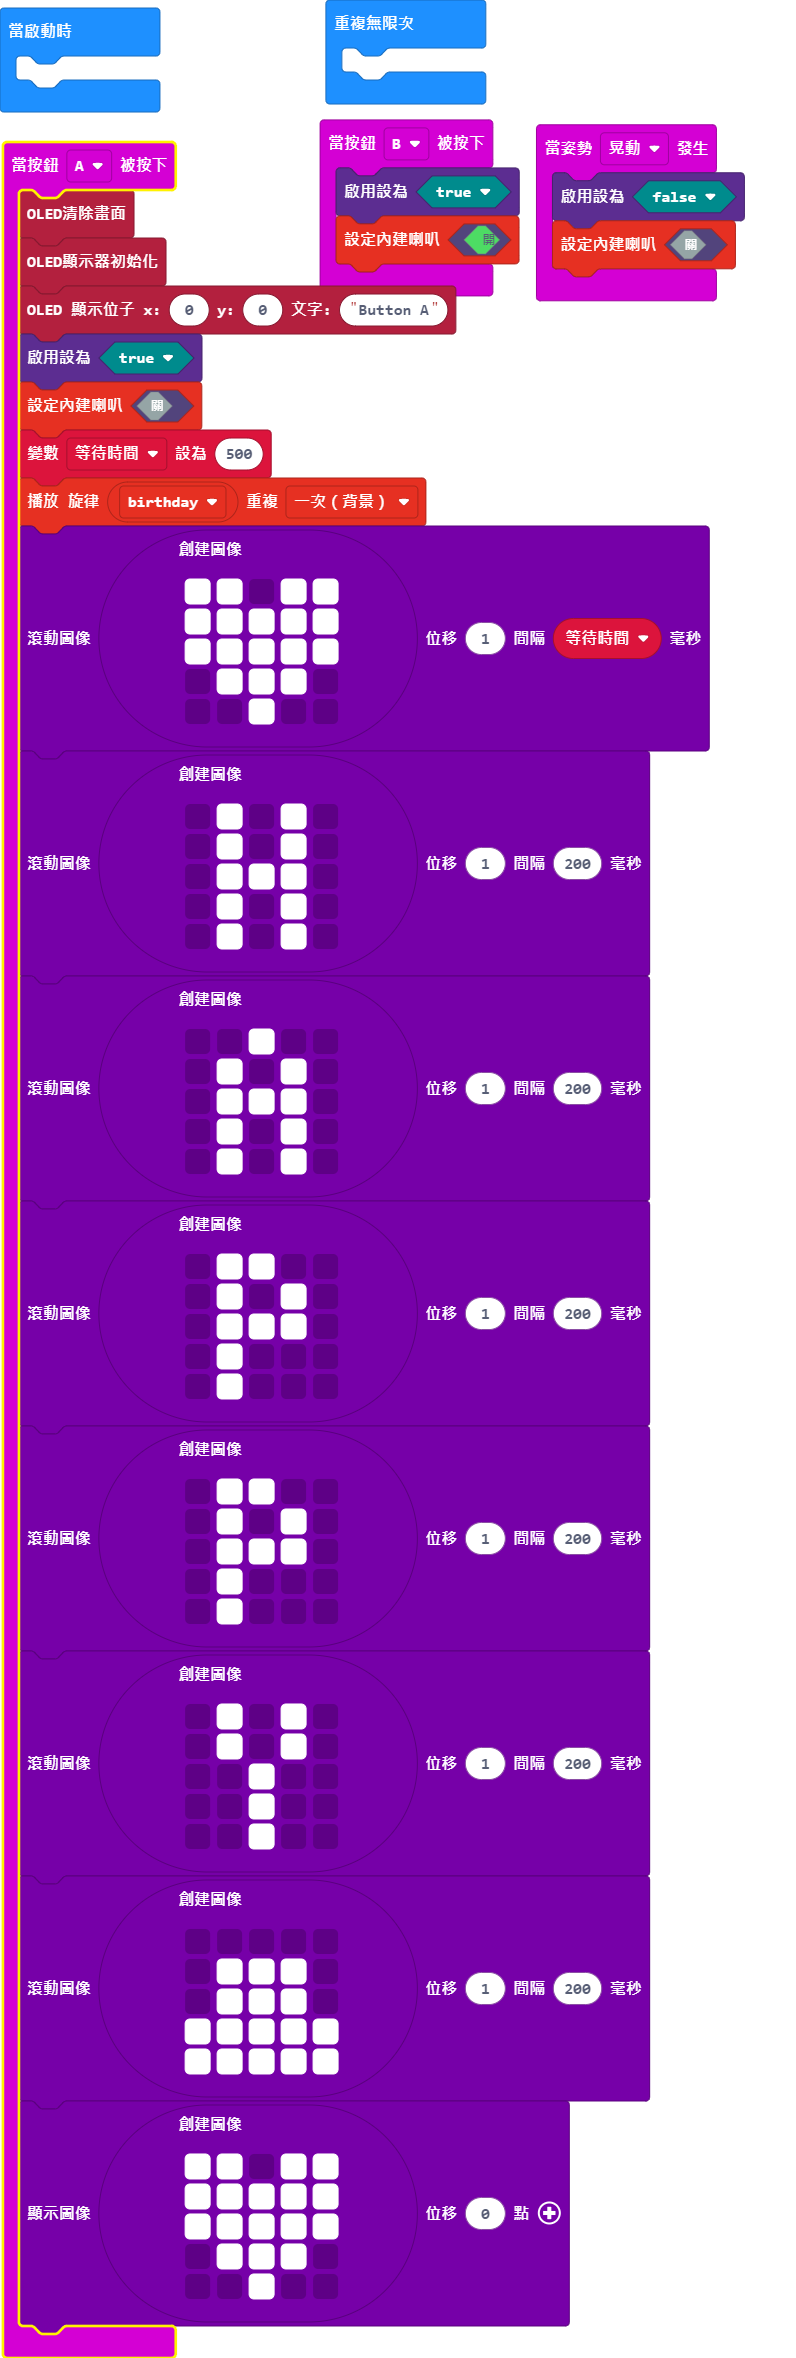 當啟動時
重複無限次
當按鈕 A 被按下
OLED清除畫面
OLED顯示器初始化
OLED 顯示位子 x: 0 y: 0 文字: "Button A"
啟用設為 true
設定內建喇叭 關
變數 等待時間 設為 500
播放 旋律 birthday 重複 一次(背景)
創建圖像
滾動圖像 位移 1 間隔 等待時間 毫秒
創建圖像
滾動圖像 位移 1 間隔 200 毫秒
創建圖像
滾動圖像 位移 1 間隔 200 毫秒
創建圖像
滾動圖像 位移 1 間隔 200 毫秒
創建圖像
滾動圖像 位移 1 間隔 200 毫秒
創建圖像
滾動圖像 位移 1 間隔 200 毫秒
創建圖像
滾動圖像 位移 1 間隔 200 毫秒
創建圖像
顯示圖像 位移 0 點
當按鈕 B 被按下
啟用設為 true
設定內建喇叭 開
當姿勢 晃動 發生
啟用設為 false
設定內建喇叭 關